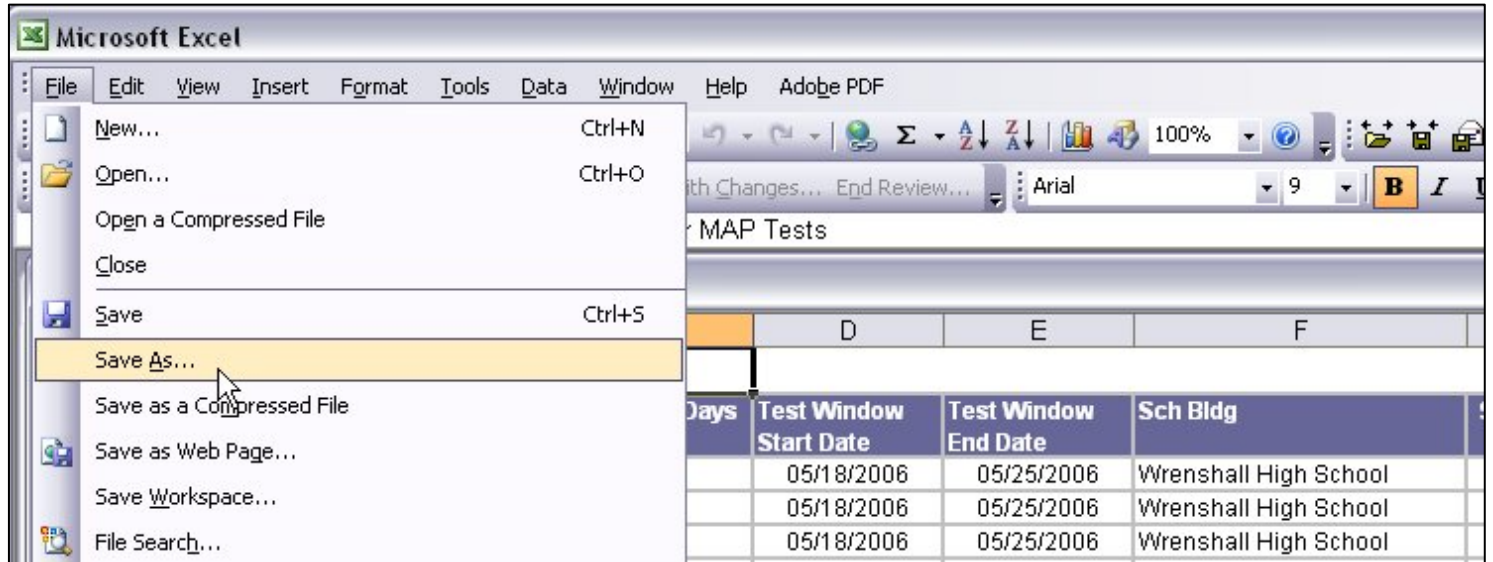 Microsoft Excel
File Edit View Insert Format Tools Data Window Help Adobe PDF
New... Ctrl+N
100%
Open... Ctrl+O
ith Changes... End Review... Arial 9 B I U
Open a Compressed File
MAP Tests
Close
Save Ctrl+S
D E F
Save As...
Save as a Compressed File
Days Test Window Test Window Sch Bldg
Start Date End Date
Save as Web Page...
05/18/2006 05/25/2006 Wrenshall High School
Save Workspace...
05/18/2006 05/25/2006 Wrenshall High School
File Search...
05/18/2006 05/25/2006 Wrenshall High School